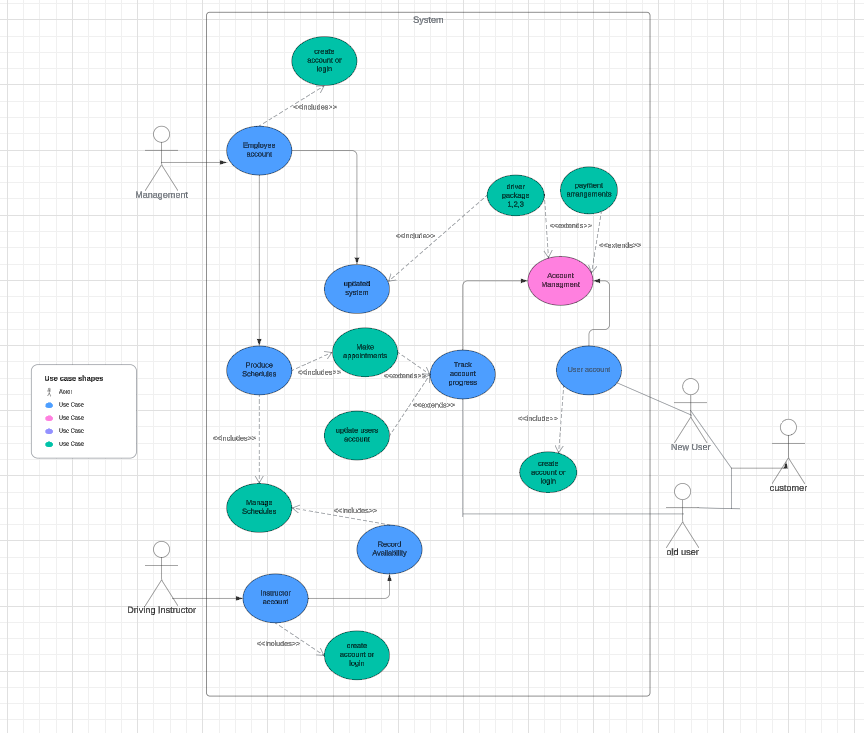 System
create
account or
login
<<includes>>
Employee
account
Management
driver
package
1,2,3
payment
arrangements
<<extends>>
<<include>>
<<extends>>
Account
Managment
updated
system
Make
appointments
Produce
Schedules
<<includes>>
<<extends>>
Track
account
progress
User account
Use case shapes
Actor
Use Case
Use Case
Use Case
Use Case
<<extends>>
<<include>>
update users
account
<<includes>>
New User
create
account or
login
customer
Manage
Schedules
<<includes>>
Record
Availability
old user
Instructor
account
Driving Instructor
<<includes>>
create
account or
login